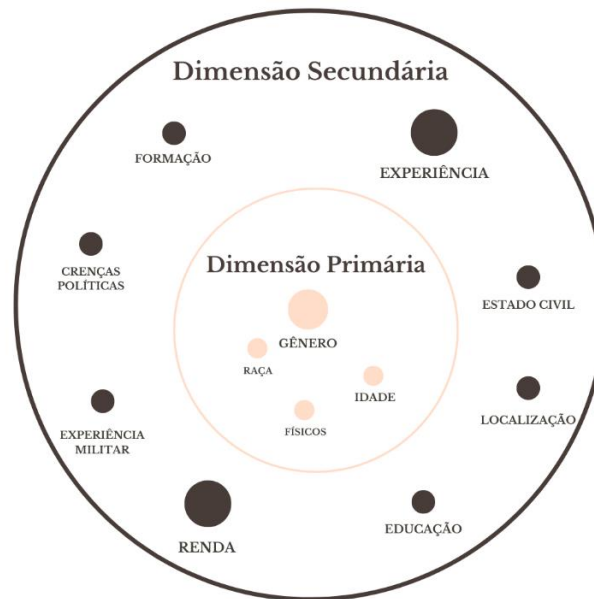 Dimensão Secundária
FORMAÇÃO
EXPERIÊNCIA
CRENÇAS
POLÍTICAS
Dimensão Primária
ESTADO CIVIL
GÊNERO
RAÇA
IDADE
FÍSICOS
LOCALIZAÇÃO
EXPERIÊNCIA
MILITAR
RENDA
EDUCAÇÃO